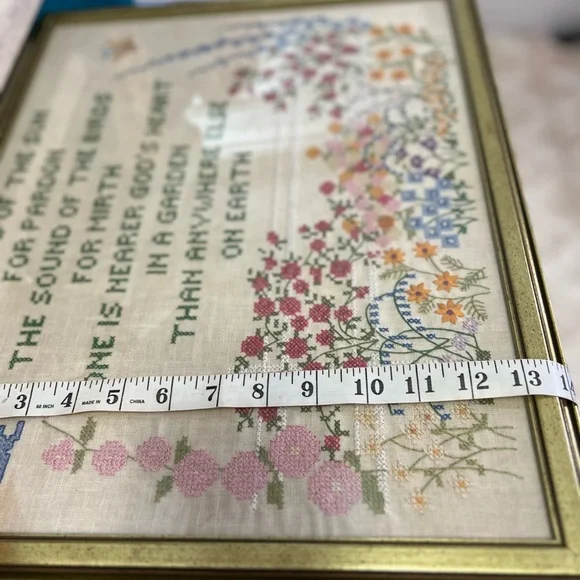 OF THE SUN
FOR PARDON
THE SOUND OF THE BIRDS
FOR MIRTH
ONE IS NEARER GOD'S HEART
IN A GARDEN
THAN ANYWHERE ELSE
ON EARTH
3 60 INCH 4 MADE IN 5 CHINA 6 7 8 9 10 11 12 13 14